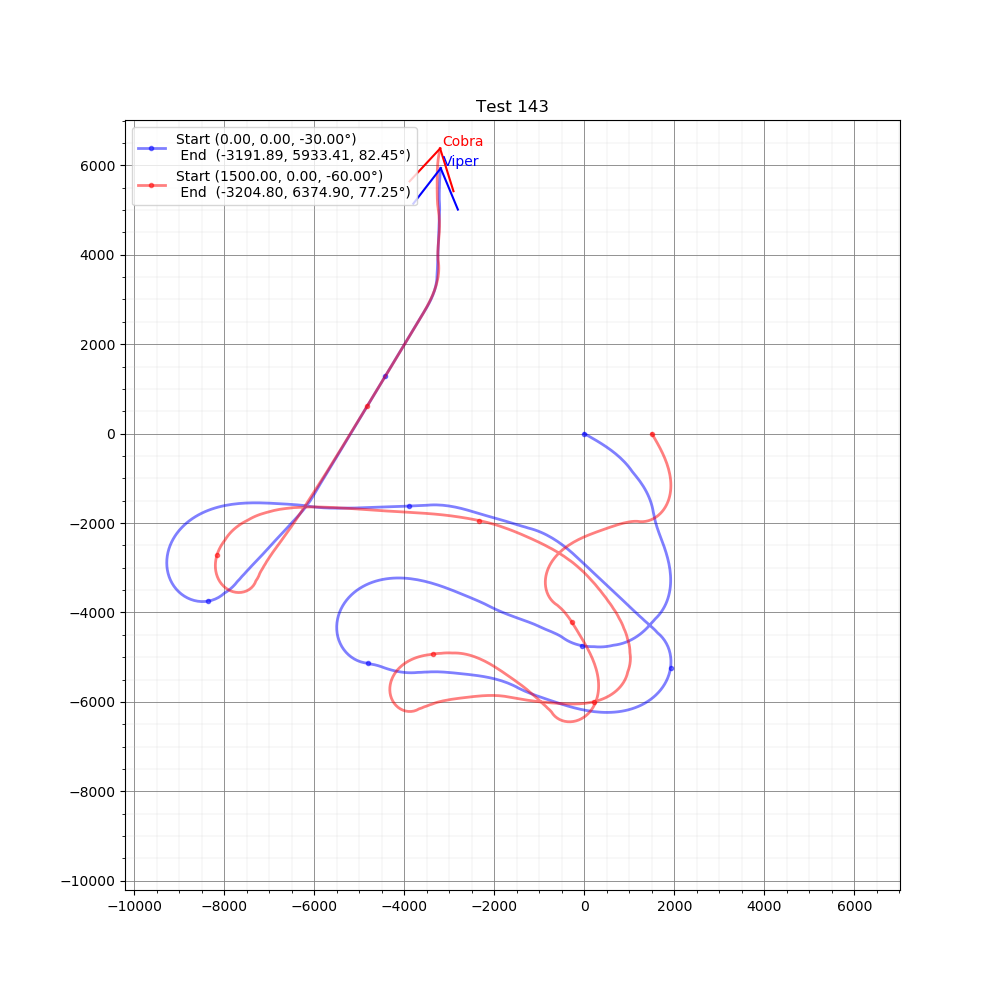 Test 143
Start (0.00, 0.00, -30.00°)
End (-3191.89, 5933.41, 82.45°)
Start (1500.00, 0.00, -60.00°)
End (-3204.80, 6374.90, 77.25°)
Cobra
Viper
6000
4000
2000
0
−2000
−4000
−6000
−8000
−10000
−10000 −8000 −6000 −4000 −2000 0 2000 4000 6000